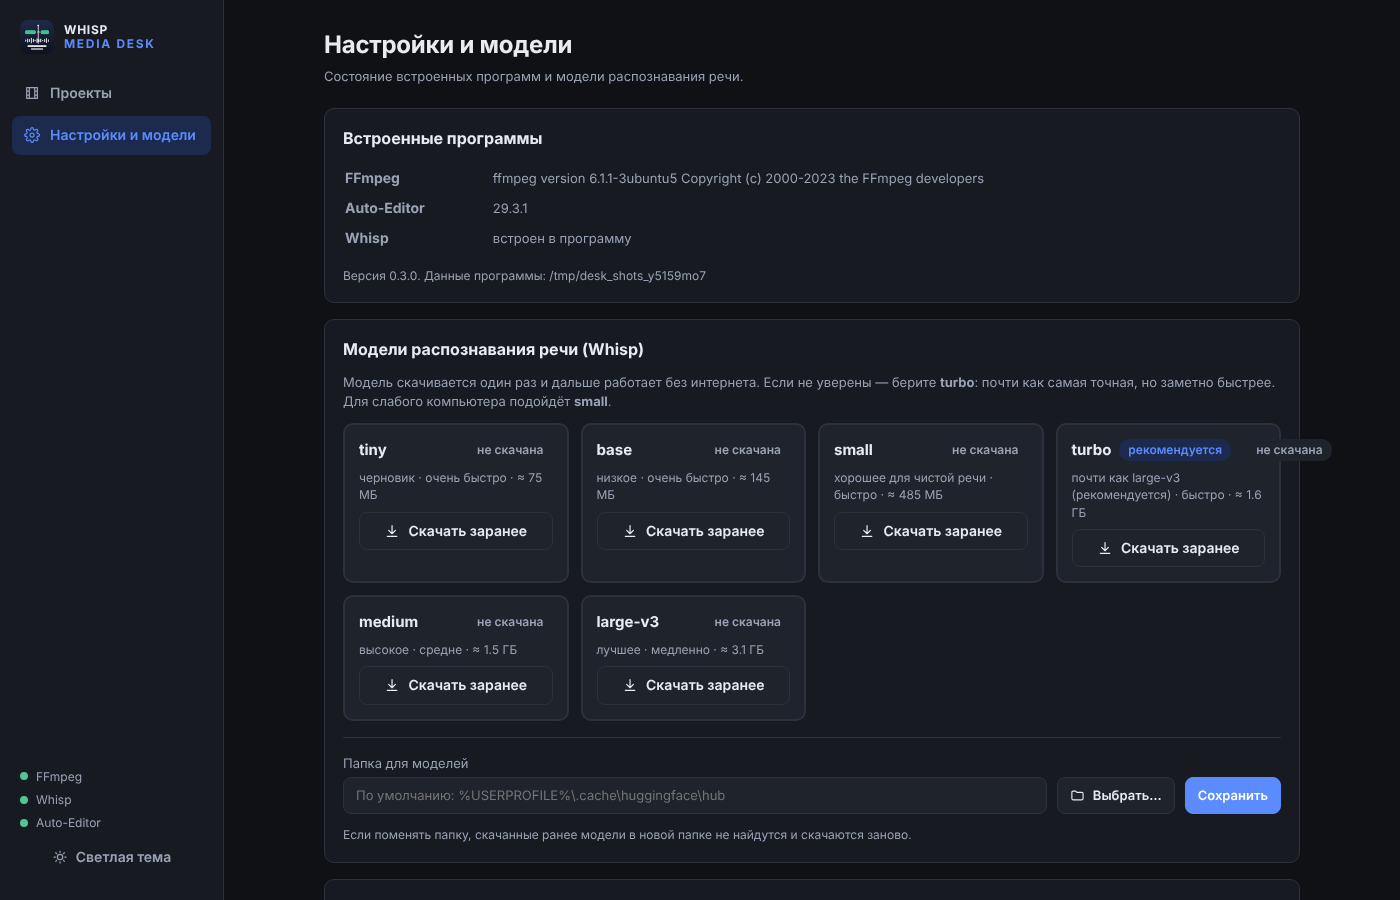 WHISP
MEDIA DESK
Проекты
Настройки и модели
FFmpeg
Whisp
Auto-Editor
Светлая тема
Настройки и модели
Состояние встроенных программ и модели распознавания речи.
Встроенные программы
FFmpeg ffmpeg version 6.1.1-3ubuntu5 Copyright (c) 2000-2023 the FFmpeg developers
Auto-Editor 29.3.1
Whisp встроен в программу
Версия 0.3.0. Данные программы: /tmp/desk_shots_y5159mo7
Модели распознавания речи (Whisp)
Модель скачивается один раз и дальше работает без интернета. Если не уверены — берите turbo: почти как самая точная, но заметно быстрее.
Для слабого компьютера подойдёт small.
tiny не скачана
черновик · очень быстро · ≈ 75
МБ
Скачать заранее
base не скачана
низкое · очень быстро · ≈ 145
МБ
Скачать заранее
small не скачана
хорошее для чистой речи ·
быстро · ≈ 485 МБ
Скачать заранее
turbo рекомендуется не скачана
почти как large-v3
(рекомендуется) · быстро · ≈ 1.6
ГБ
Скачать заранее
medium не скачана
высокое · средне · ≈ 1.5 ГБ
Скачать заранее
large-v3 не скачана
лучшее · медленно · ≈ 3.1 ГБ
Скачать заранее
Папка для моделей
По умолчанию: %USERPROFILE%\.cache\huggingface\hub
Выбрать...
Сохранить
Если поменять папку, скачанные ранее модели в новой папке не найдутся и скачаются заново.